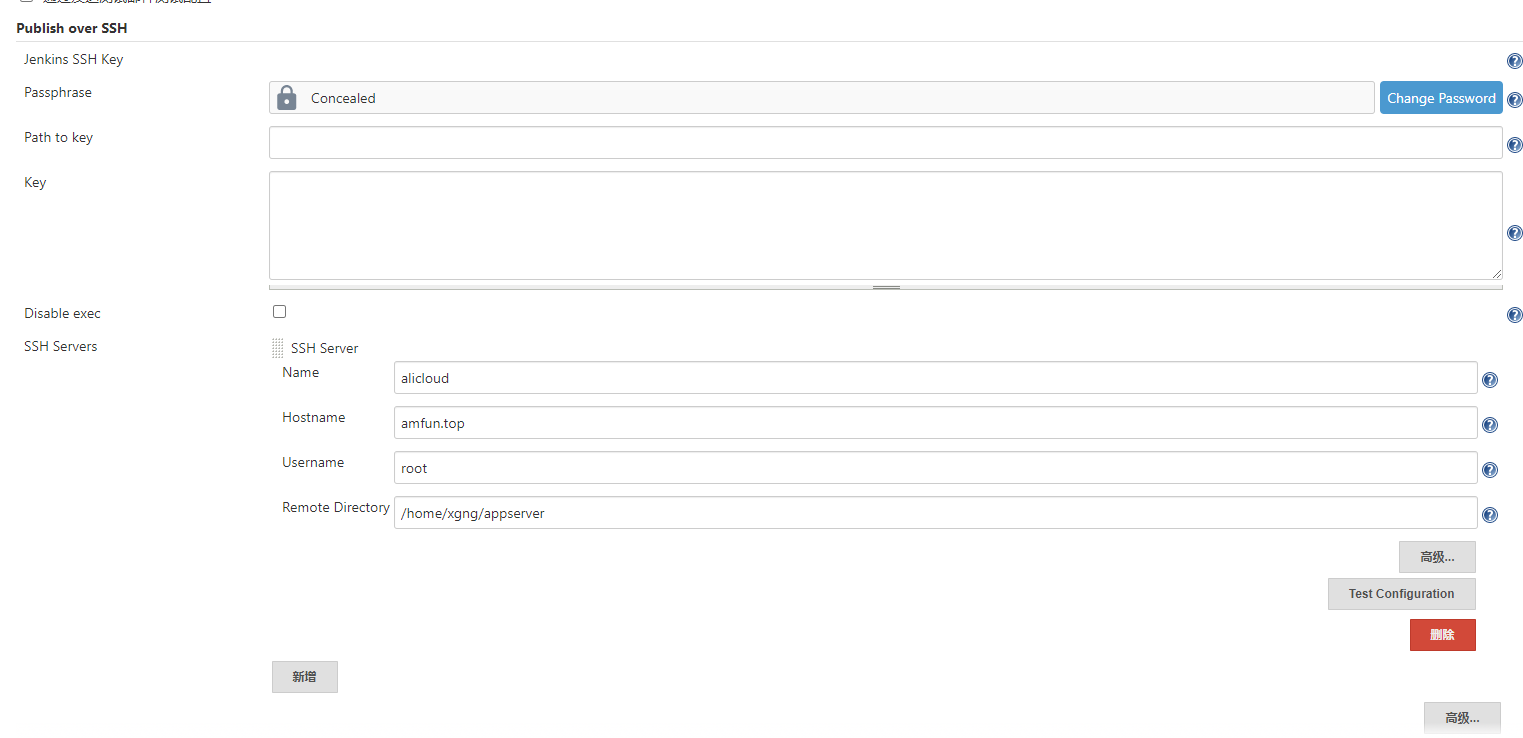 Publish over SSH
Jenkins SSH Key
Passphrase
Concealed
Change Password
Path to key
Key
Disable exec
SSH Servers
SSH Server
Name
alicloud
Hostname
amfun.top
Username
root
Remote Directory
/home/xgng/appserver
高级...
Test Configuration
删除
新增
高级...